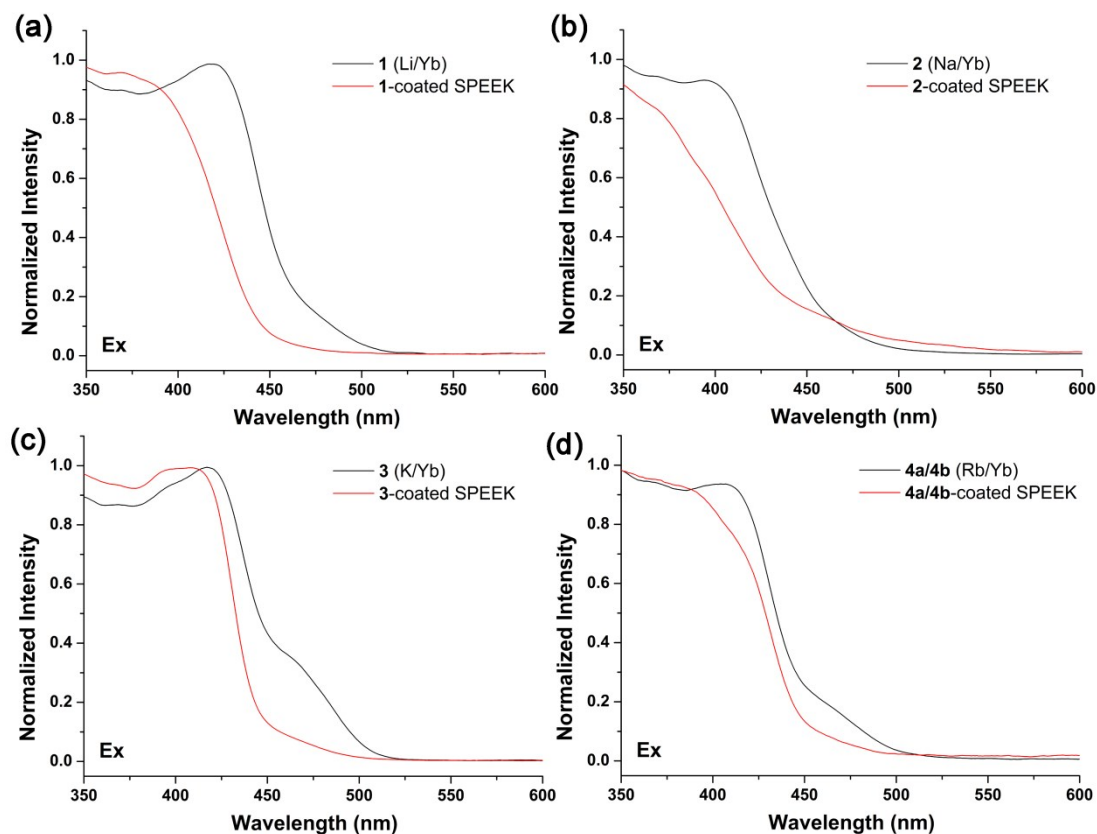 (a)
1.0
0.8
0.6
0.4
0.2
0.0
Normalized Intensity
1 (Li/Yb)
1-coated SPEEK
Ex
350 400 450 500 550 600
Wavelength (nm)
(b)
1.0
0.8
0.6
0.4
0.2
0.0
Normalized Intensity
2 (Na/Yb)
2-coated SPEEK
Ex
350 400 450 500 550 600
Wavelength (nm)
(c)
1.0
0.8
0.6
0.4
0.2
0.0
Normalized Intensity
3 (K/Yb)
3-coated SPEEK
Ex
350 400 450 500 550 600
Wavelength (nm)
(d)
1.0
0.8
0.6
0.4
0.2
0.0
Normalized Intensity
4a/4b (Rb/Yb)
4a/4b-coated SPEEK
Ex
350 400 450 500 550 600
Wavelength (nm)